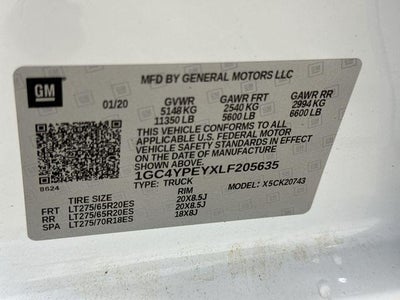 GM
MFD BY GENERAL MOTORS LLC
01/20 GVWR GAWR FRT GAWR RR
5148 KG 2540 KG 2994 KG
11350 LB 5600 LB 6600 LB
THIS VEHICLE CONFORMS TO ALL
APPLICABLE U.S. FEDERAL MOTOR
VEHICLE SAFETY STANDARDS IN EFFECT
ON THE DATE OF MANUFACTURE
SHOWN ABOVE.
1GC4YPEYXLF205635
8624 TYPE: TRUCK MODEL: X5CK20743
TIRE SIZE RIM
FRT LT275/65R20ES 20X8.5J
RR LT275/65R20ES 20X8.5J
SPA LT275/70R18ES 18X8J